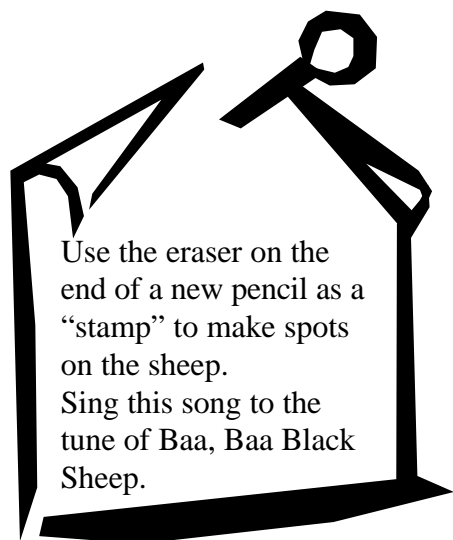 Use the eraser on the
end of a new pencil as a
“stamp” to make spots
on the sheep.
Sing this song to the
tune of Baa, Baa Black
Sheep.